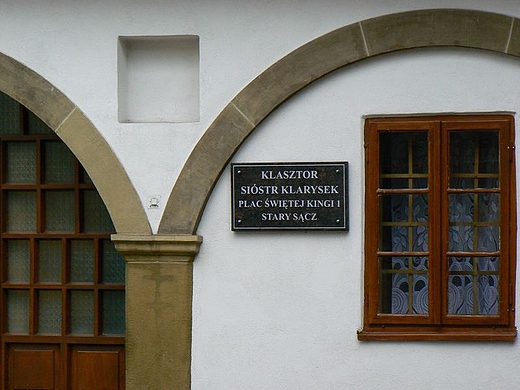 KLASZTOR
SIÓSTR KLARYSEK
PLAC ŚWIĘTEJ KINGI 1
STARY SĄCZ